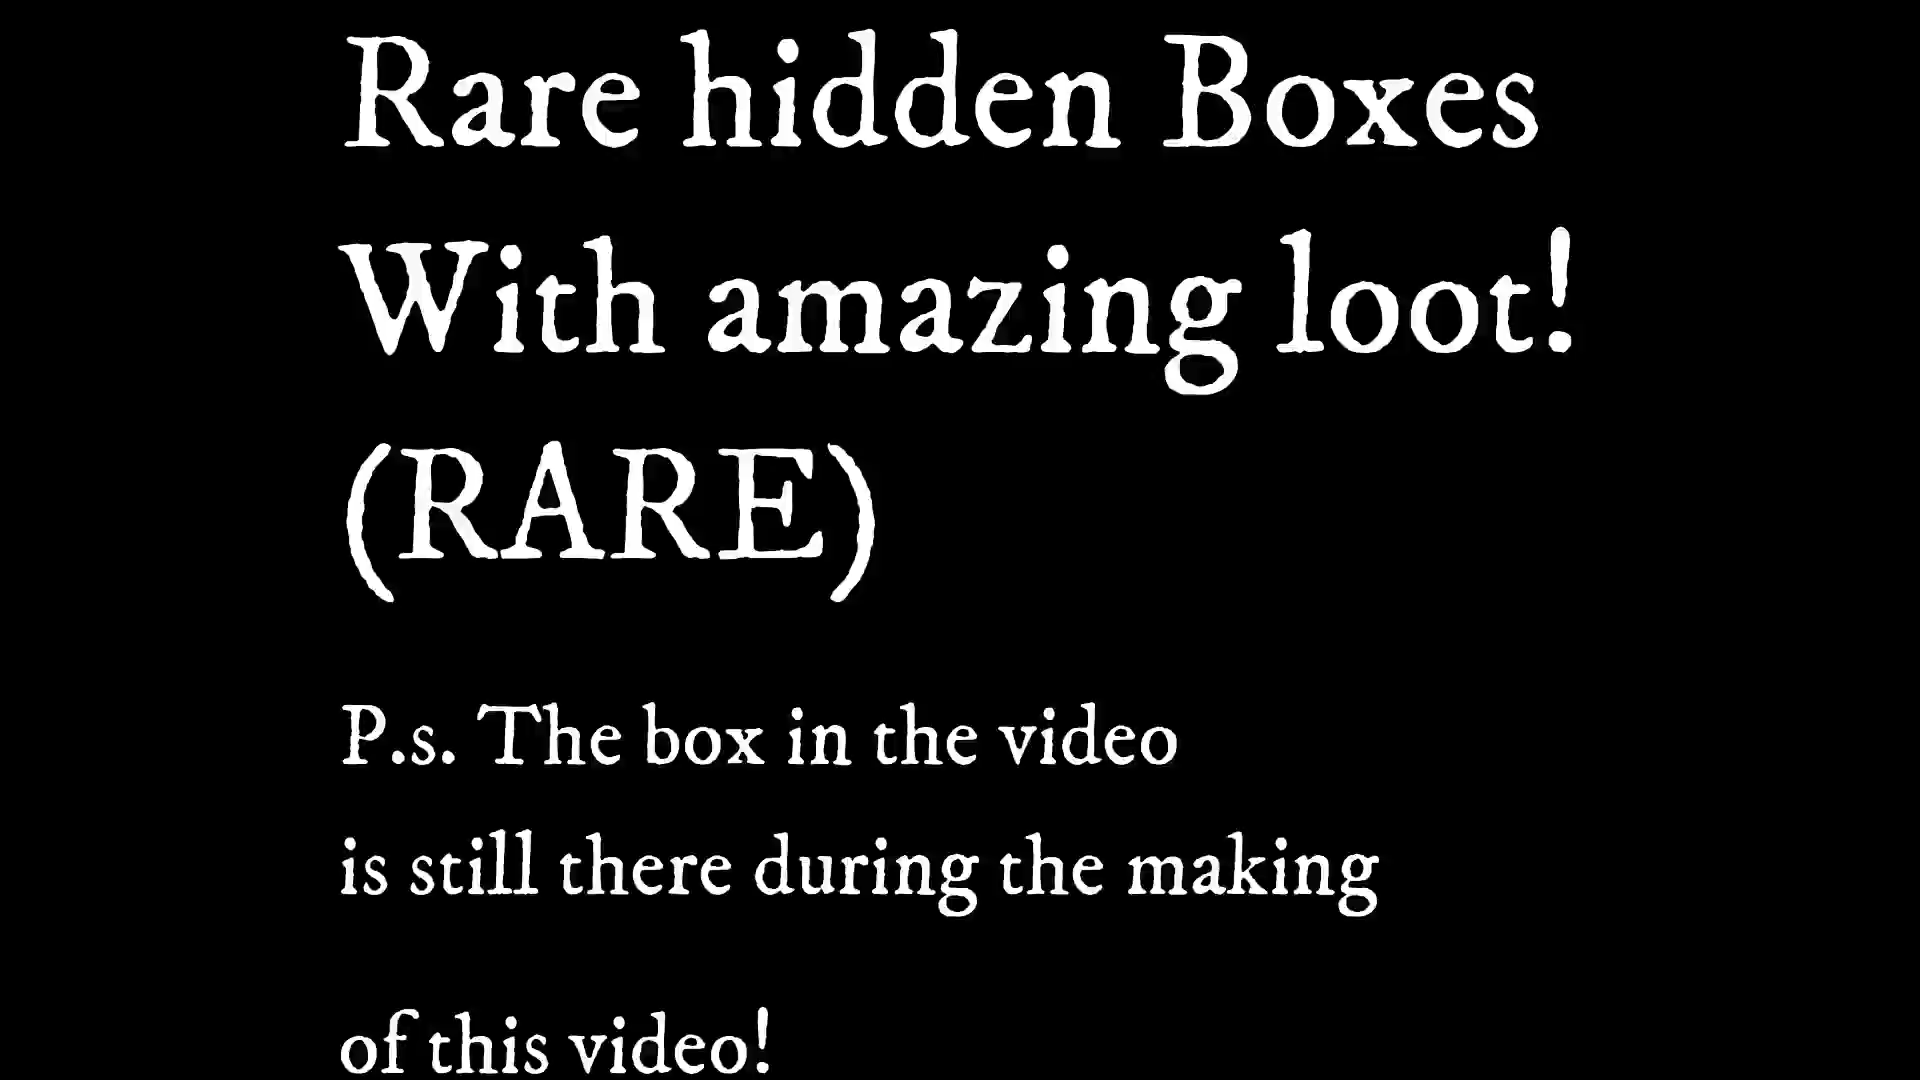 Rare hidden Boxes
With amazing loot!
(RARE)
P.s. The box in the video
is still there during the making
of this video!